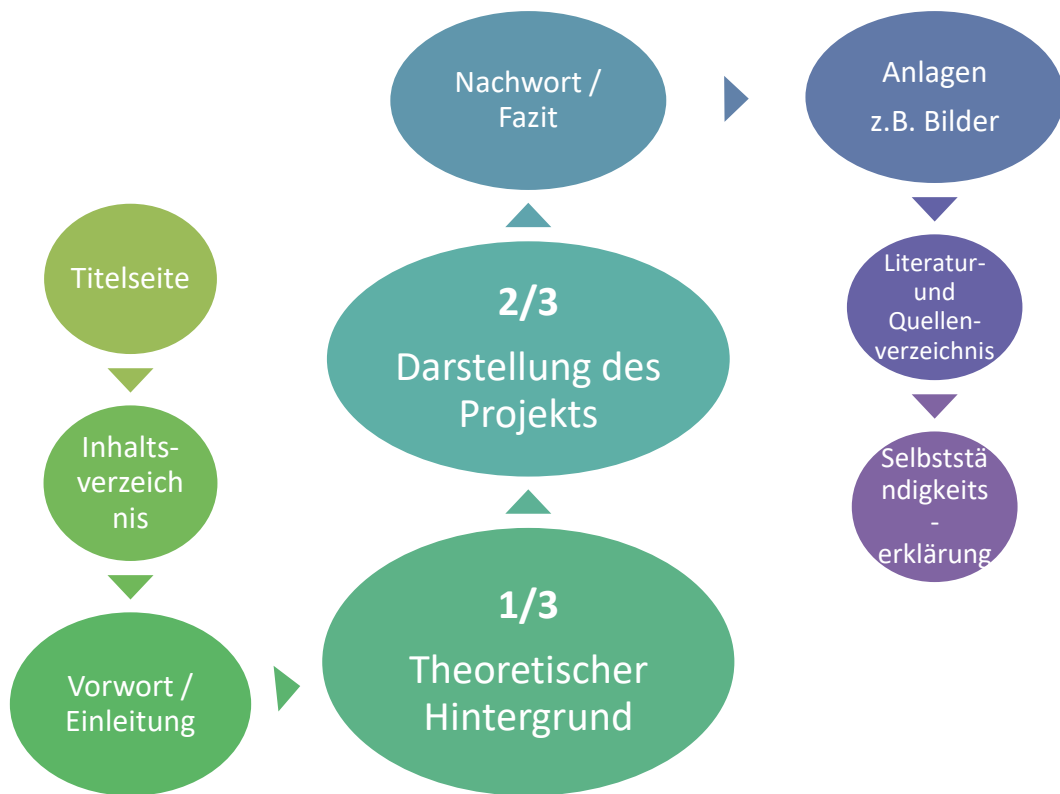 Titelseite
Inhalts-
verzeich
nis
Vorwort /
Einleitung
1/3
Theoretischer
Hintergrund
2/3
Darstellung des
Projekts
Nachwort /
Fazit
Anlagen
z.B. Bilder
Literatur-
und
Quellen-
verzeichnis
Selbststä
ndigkeits
-
erklärung